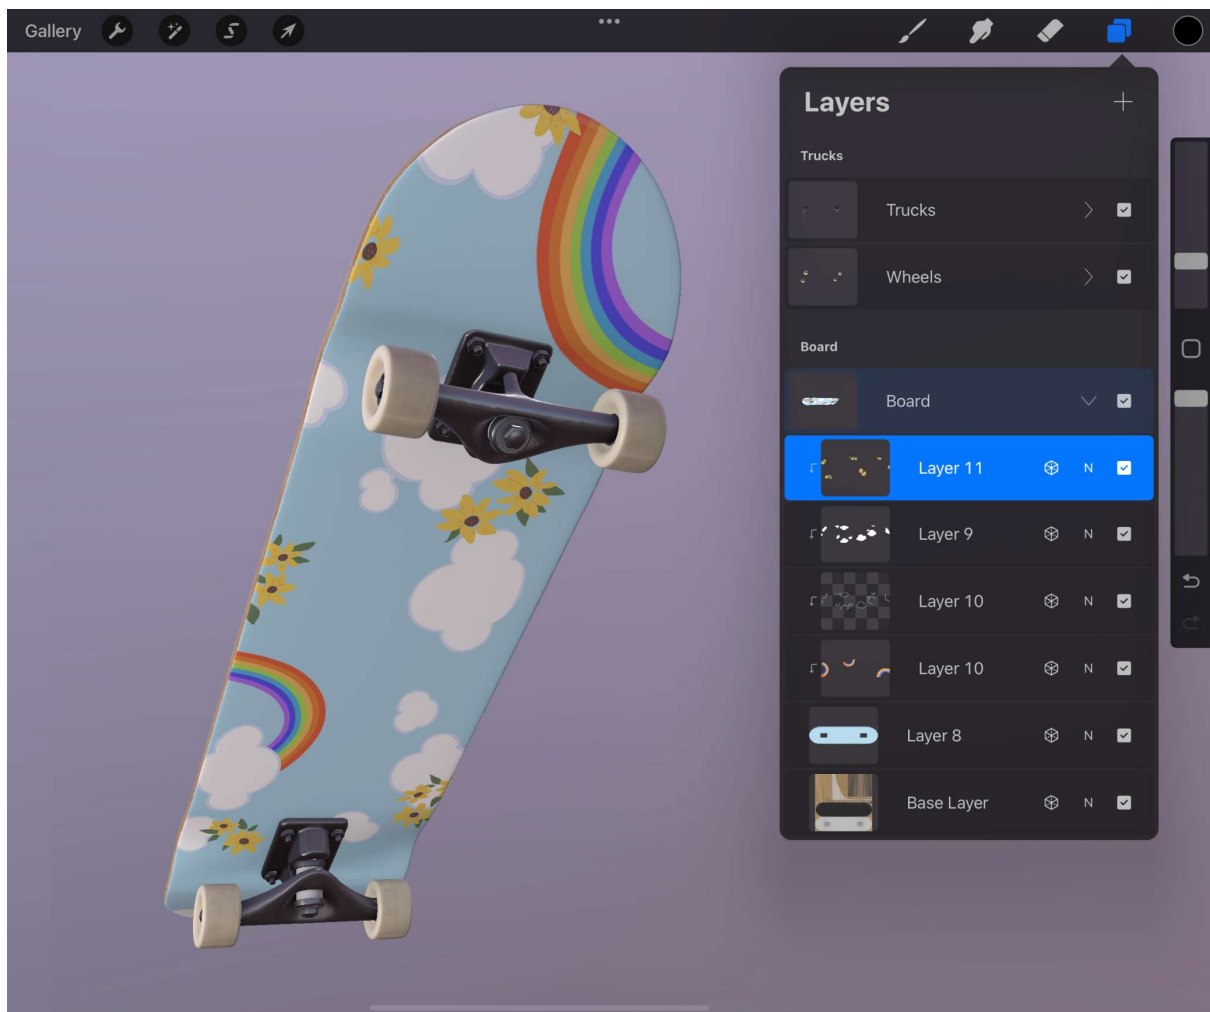 Gallery
Layers
Trucks
Trucks
Wheels
Board
Board
Layer 11 N
Layer 9 N
Layer 10 N
Layer 10 N
Layer 8 N
Base Layer N